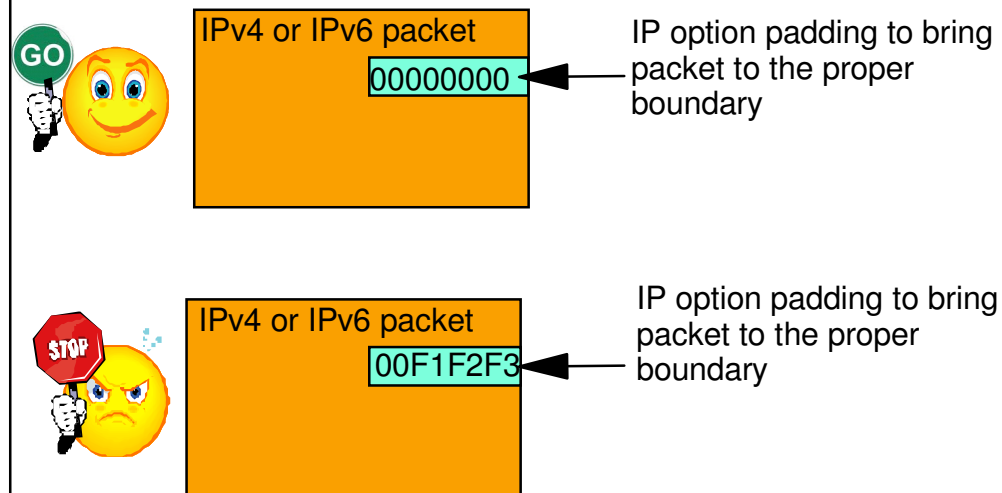 GO
IPv4 or IPv6 packet
00000000
IP option padding to bring
packet to the proper
boundary
STOP
IPv4 or IPv6 packet
00F1F2F3
IP option padding to bring
packet to the proper
boundary